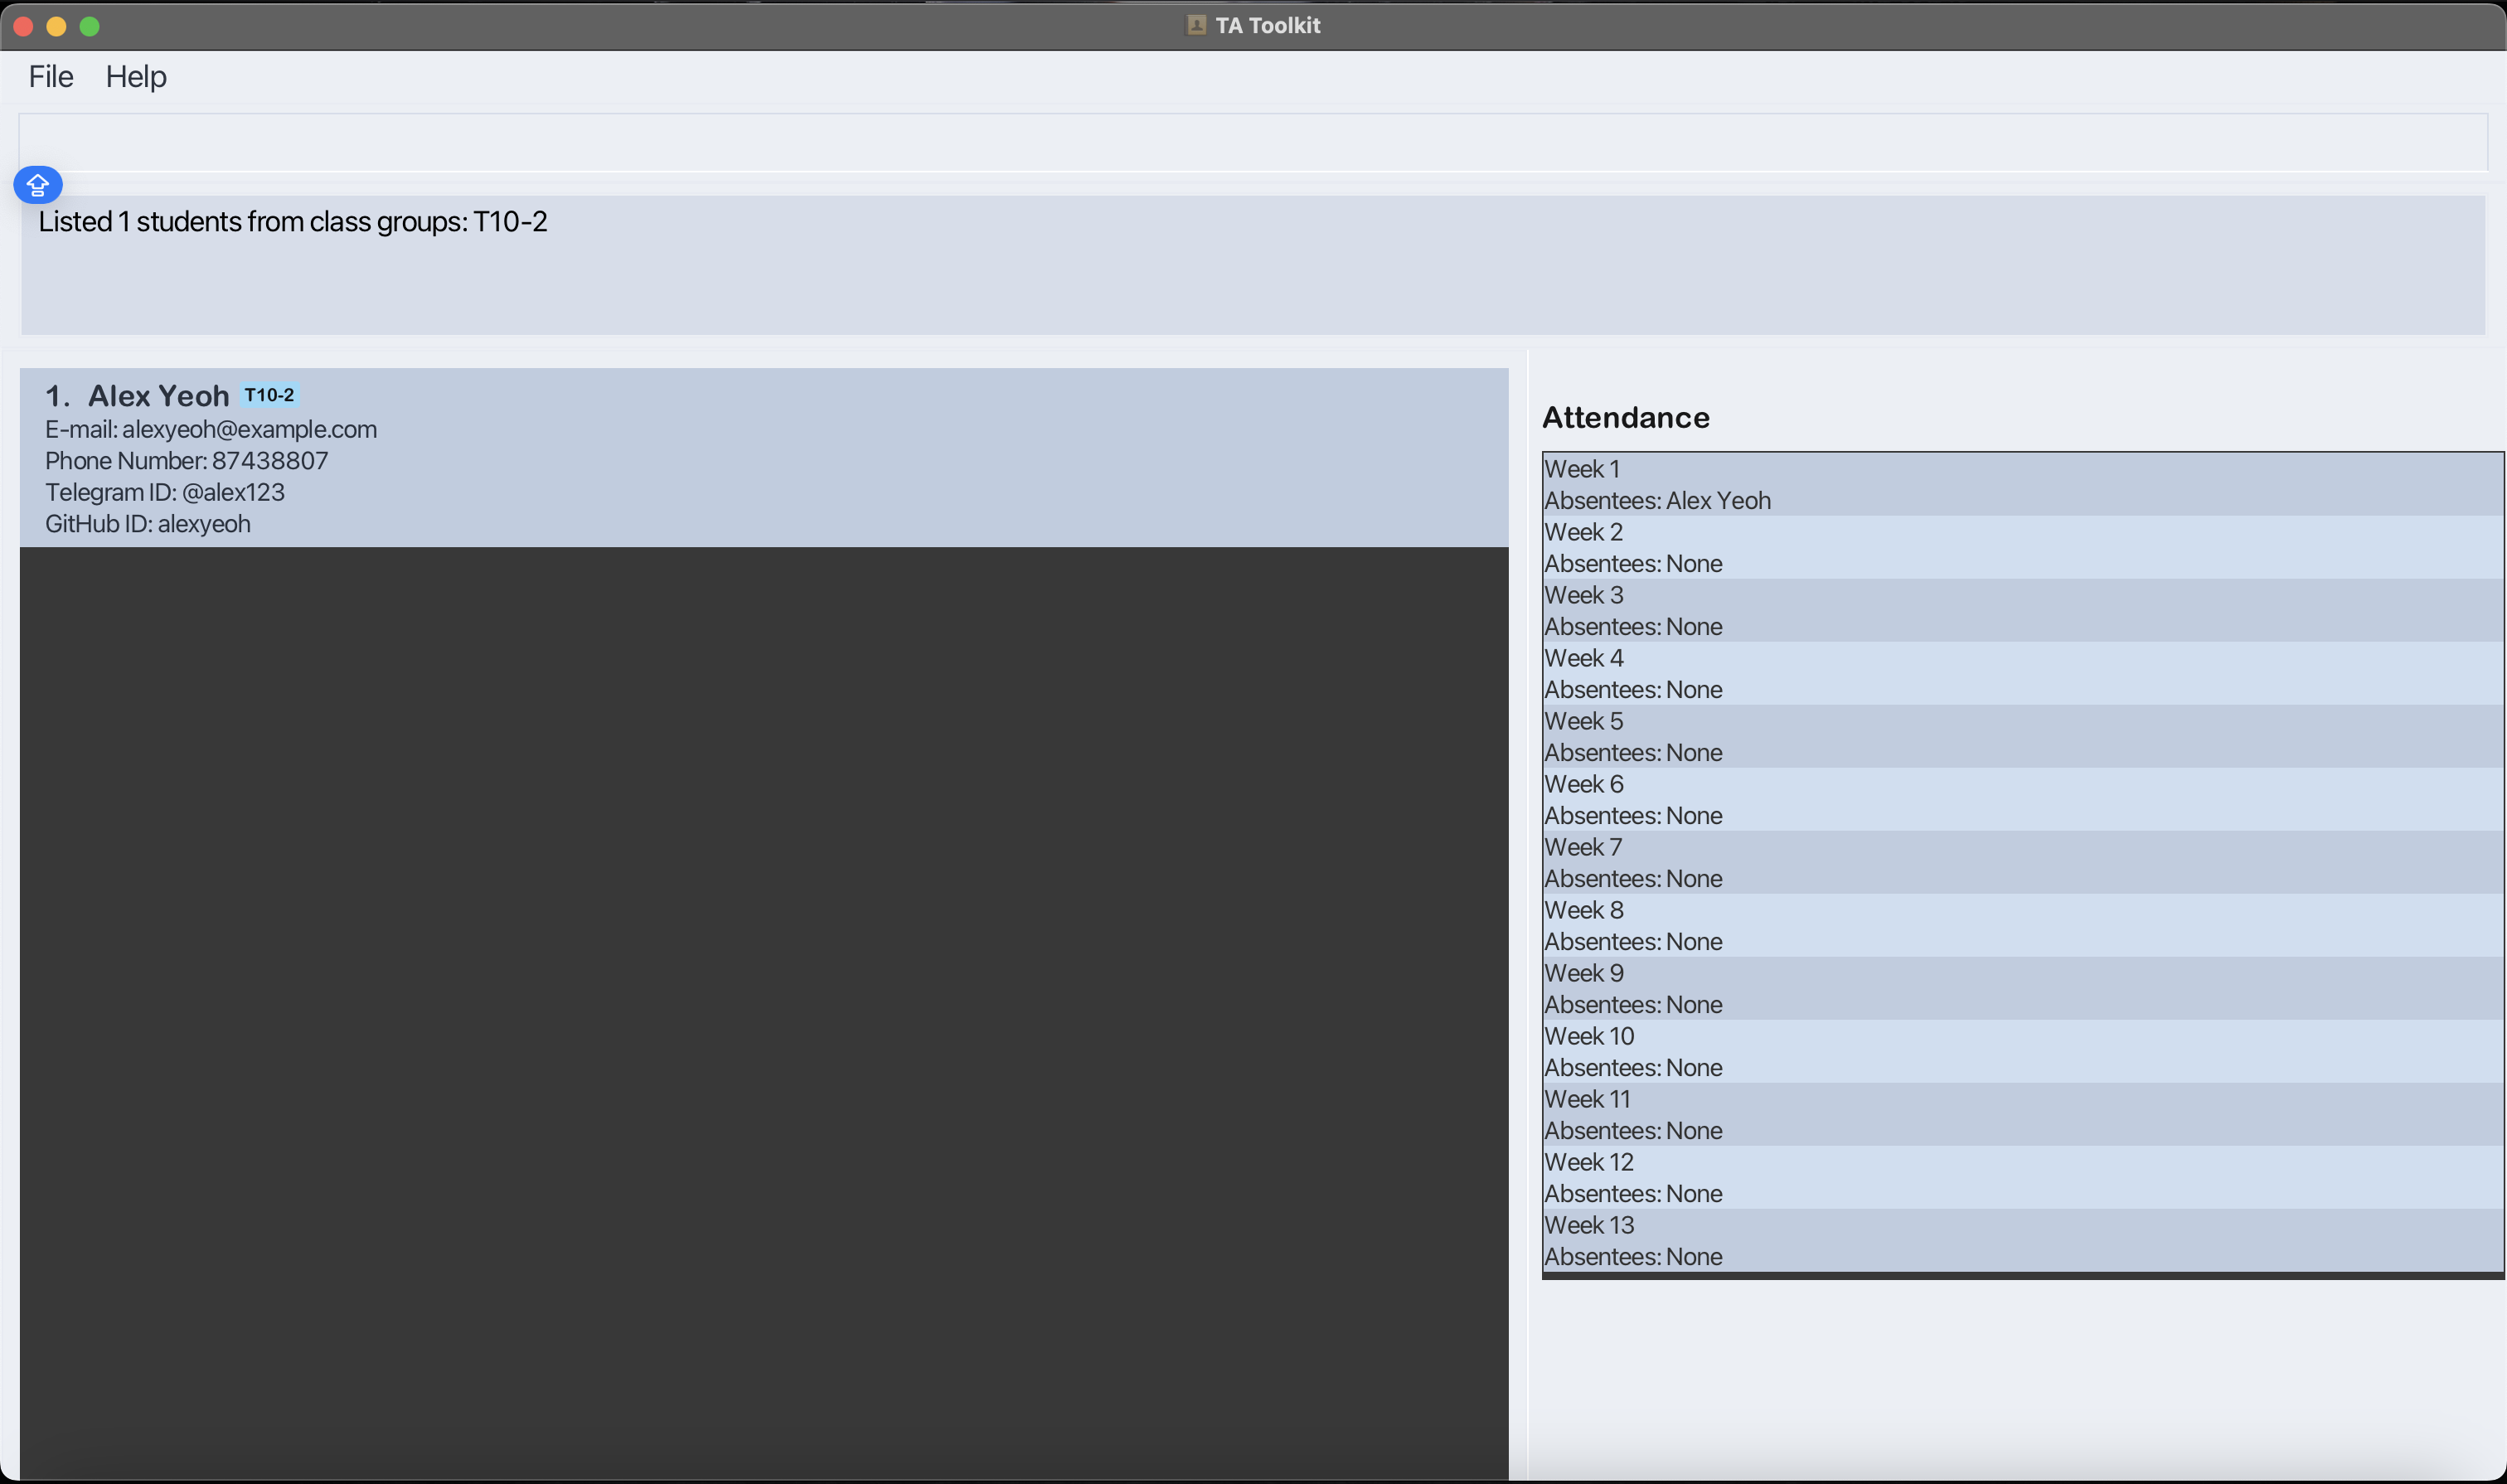 TA Toolkit
File Help
Listed 1 students from class groups: T10-2
1. Alex Yeoh T10-2
E-mail: alexyeoh@example.com
Phone Number: 87438807
Telegram ID: @alex123
GitHub ID: alexyeoh
Attendance
Week 1
Absentees: Alex Yeoh
Week 2
Absentees: None
Week 3
Absentees: None
Week 4
Absentees: None
Week 5
Absentees: None
Week 6
Absentees: None
Week 7
Absentees: None
Week 8
Absentees: None
Week 9
Absentees: None
Week 10
Absentees: None
Week 11
Absentees: None
Week 12
Absentees: None
Week 13
Absentees: None